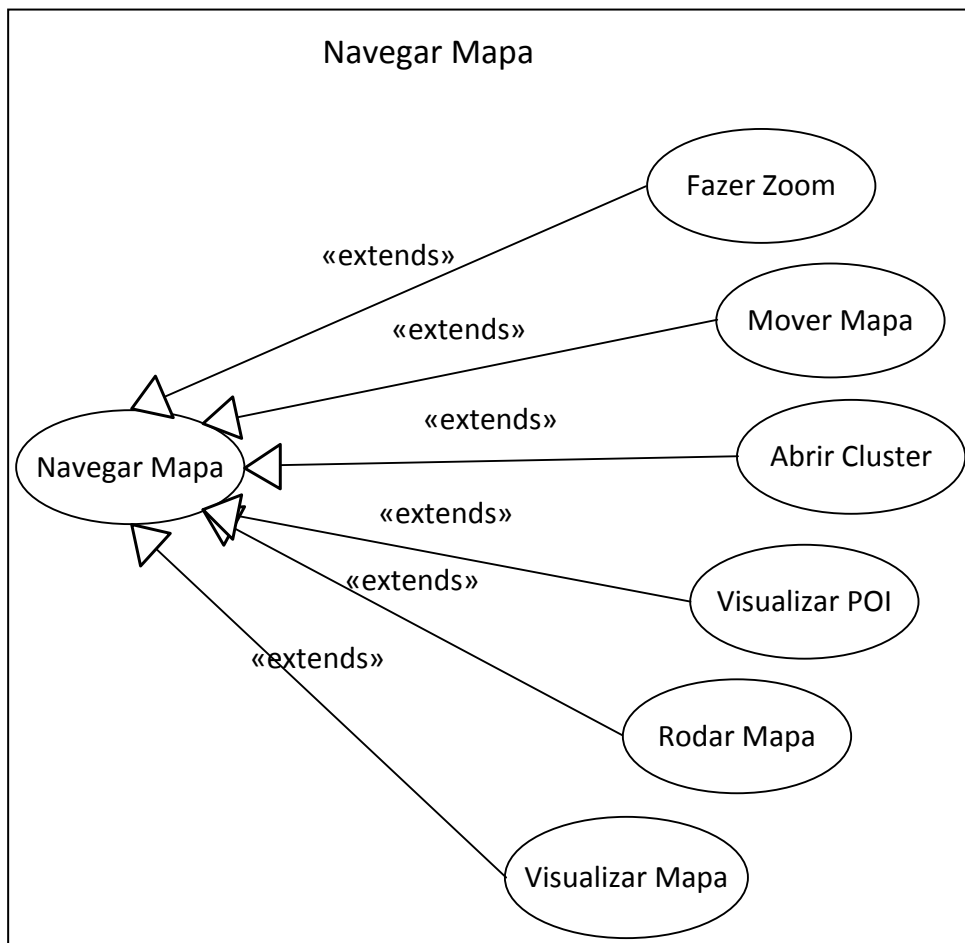 Navegar Mapa
Fazer Zoom
«extends»
Mover Mapa
«extends»
Abrir Cluster
«extends»
Navegar Mapa
«extends»
Visualizar POI
«extends»
Rodar Mapa
«extends»
Visualizar Mapa